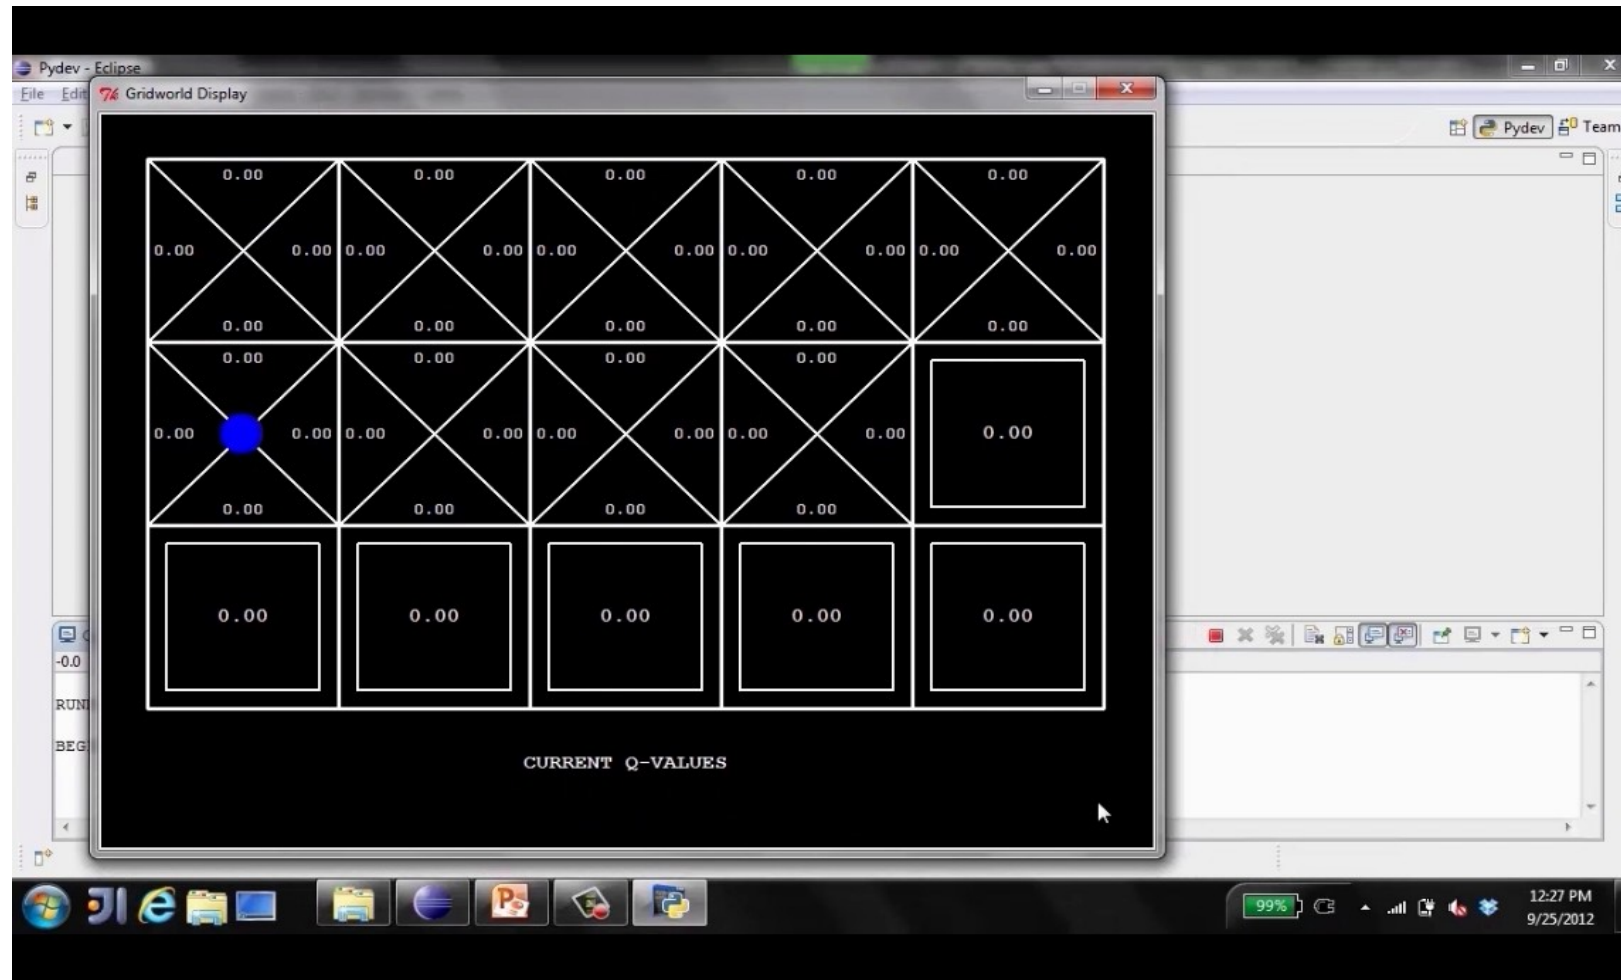 Pydev - Eclipse
File Edit
Gridworld Display
Pydev Team
0.00 0.00 0.00 0.00 0.00
0.00 0.00 0.00 0.00 0.00 0.00 0.00 0.00 0.00 0.00
0.00 0.00 0.00 0.00 0.00
0.00 0.00 0.00 0.00
0.00 0.00 0.00 0.00 0.00 0.00 0.00 0.00 0.00
0.00 0.00 0.00 0.00
0.00 0.00 0.00 0.00 0.00
-0.0
RUN
BEG
CURRENT Q-VALUES
99%
12:27 PM
9/25/2012